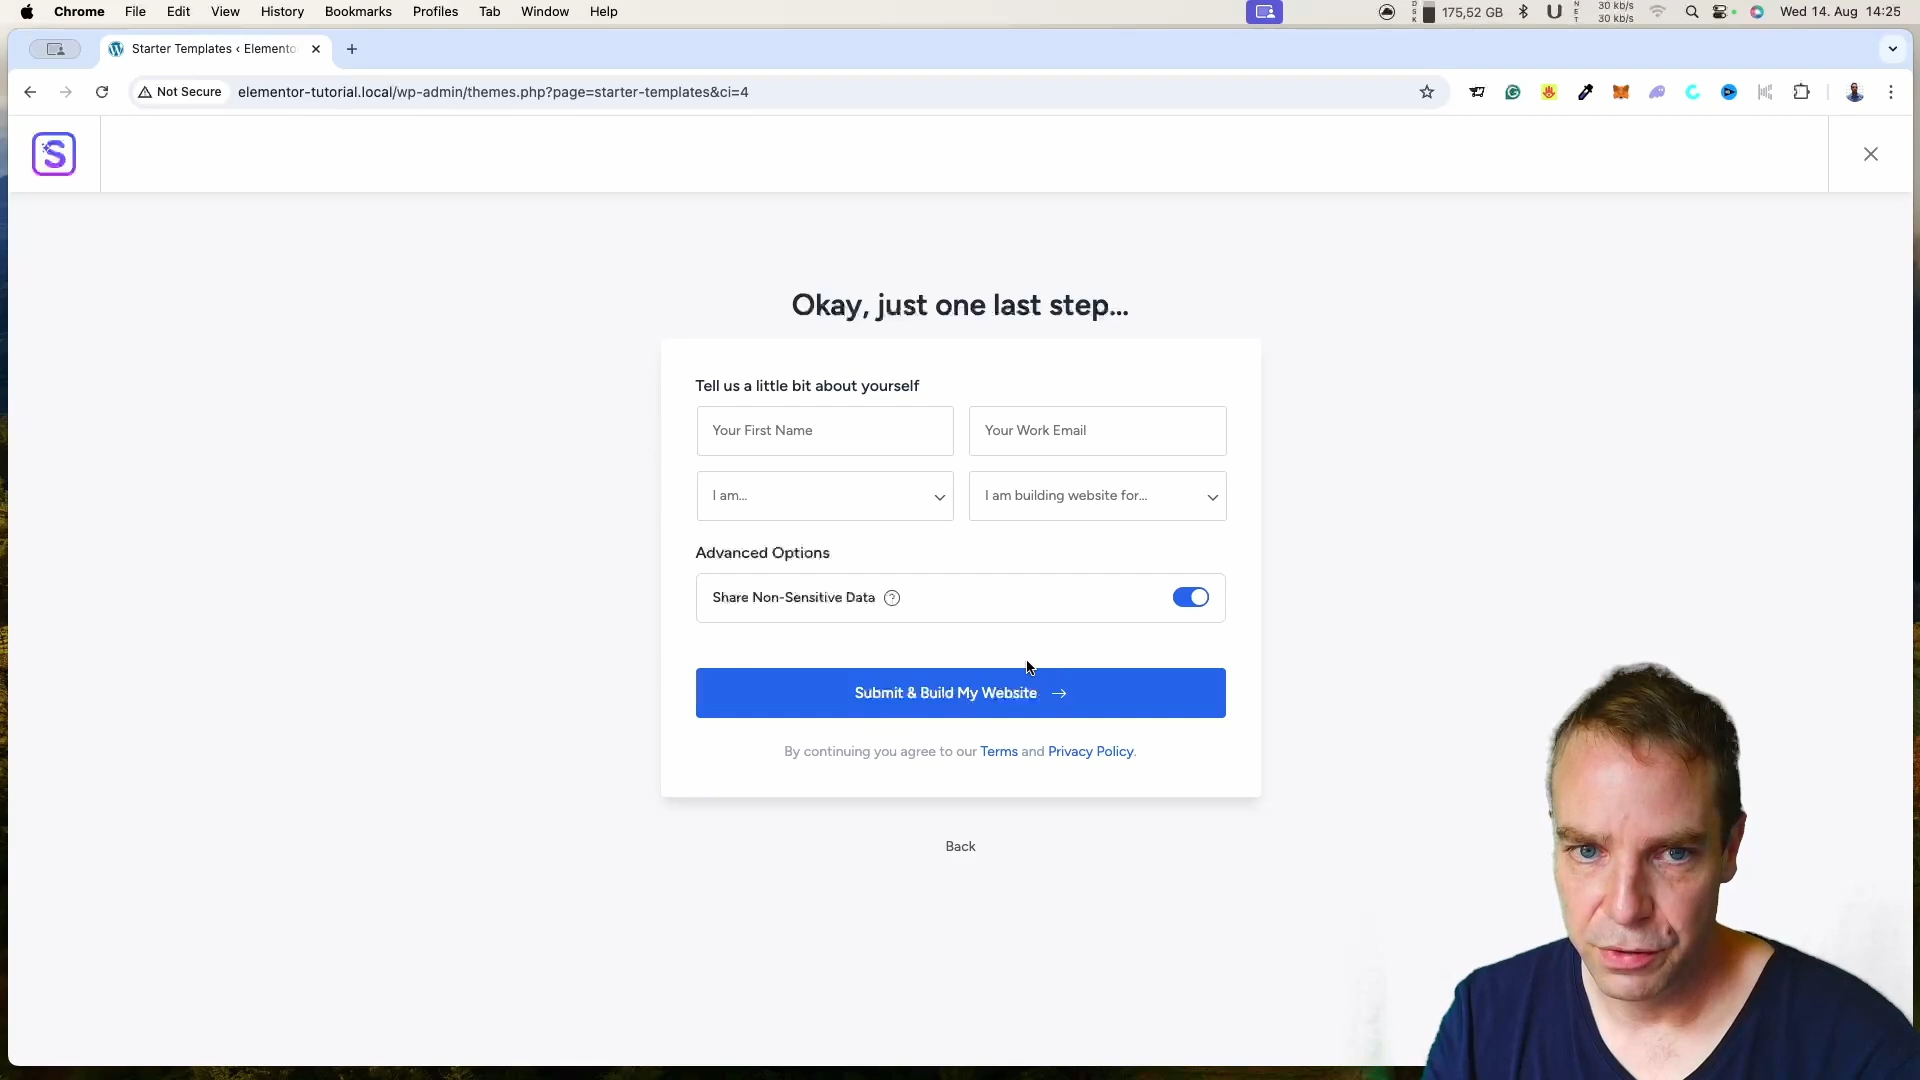 Chrome File Edit View History Bookmarks Profiles Tab Window Help
175,52 GB
30 kb/s
30 kb/s
Wed 14. Aug 14:25
Starter Templates ‹ Elemento
Not Secure elementor-tutorial.local/wp-admin/themes.php?page=starter-templates&ci=4
S
Okay, just one last step...
Tell us a little bit about yourself
Your First Name Your Work Email
I am... I am building website for...
Advanced Options
Share Non-Sensitive Data ?
Submit & Build My Website →
By continuing you agree to our Terms and Privacy Policy.
Back